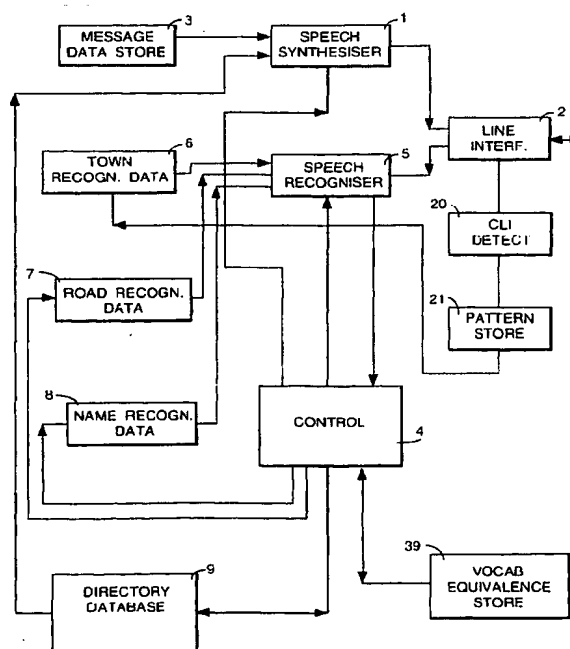 3
MESSAGE
DATA STORE
1
SPEECH
SYNTHESISER
2
LINE
INTERF.
6
TOWN
RECOGN. DATA
5
SPEECH
RECOGNISER
20
CLI
DETECT
7
ROAD RECOGN.
DATA
21
PATTERN
STORE
8
NAME RECOGN.
DATA
CONTROL
4
39
VOCAB
EQUIVALENCE
STORE
9
DIRECTORY
DATABASE